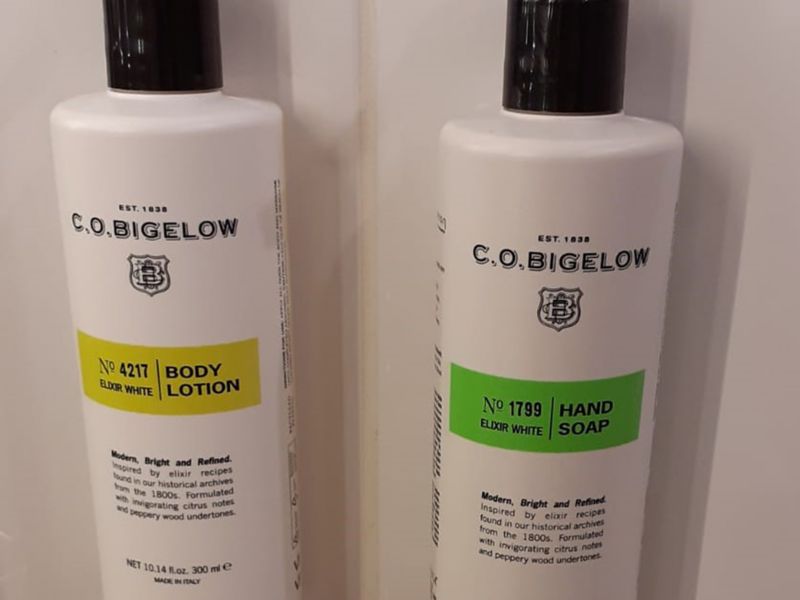 EST. 1838
C.O.BIGELOW
CB
Nº 4217
ELIXIR WHITE
BODY
LOTION
Modern, Bright and Refined.
Inspired by elixir recipes
found in our historical archives
from the 1800s. Formulated
with invigorating citrus notes
and peppery wood undertones.
NET 10.14 fl.oz. 300 ml ℮
MADE IN ITALY
EST. 1838
C.O.BIGELOW
CB
Nº 1799
ELIXIR WHITE
HAND
SOAP
Modern, Bright and Refined.
Inspired by elixir recipes
found in our historical archives
from the 1800s. Formulated
with invigorating citrus notes
and peppery wood undertones.